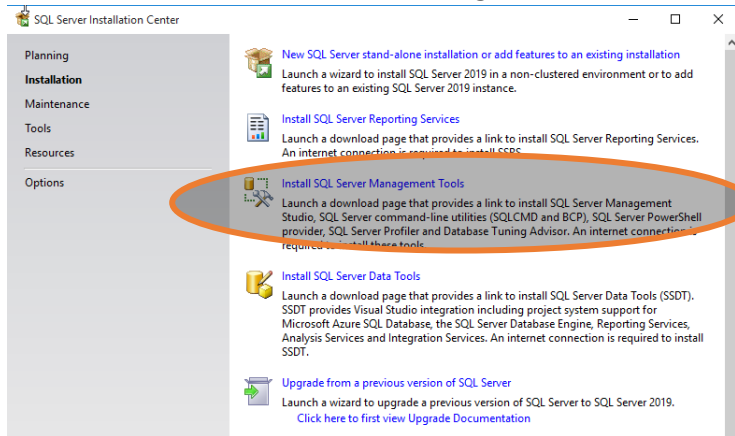 SQL Server Installation Center
Planning
Installation
Maintenance
Tools
Resources
Options
New SQL Server stand-alone installation or add features to an existing installation
Launch a wizard to install SQL Server 2019 in a non-clustered environment or to add
features to an existing SQL Server 2019 instance.
Install SQL Server Reporting Services
Launch a download page that provides a link to install SQL Server Reporting Services.
An internet connection is required to install SSRS.
Install SQL Server Management Tools
Launch a download page that provides a link to install SQL Server Management
Studio, SQL Server command-line utilities (SQLCMD and BCP), SQL Server PowerShell
provider, SQL Server Profiler and Database Tuning Advisor. An internet connection is
required to install these tools.
Install SQL Server Data Tools
Launch a download page that provides a link to install SQL Server Data Tools (SSDT).
SSDT provides Visual Studio integration including project system support for
Microsoft Azure SQL Database, the SQL Server Database Engine, Reporting Services,
Analysis Services and Integration Services. An internet connection is required to install
SSDT.
Upgrade from a previous version of SQL Server
Launch a wizard to upgrade a previous version of SQL Server to SQL Server 2019.
Click here to first view Upgrade Documentation